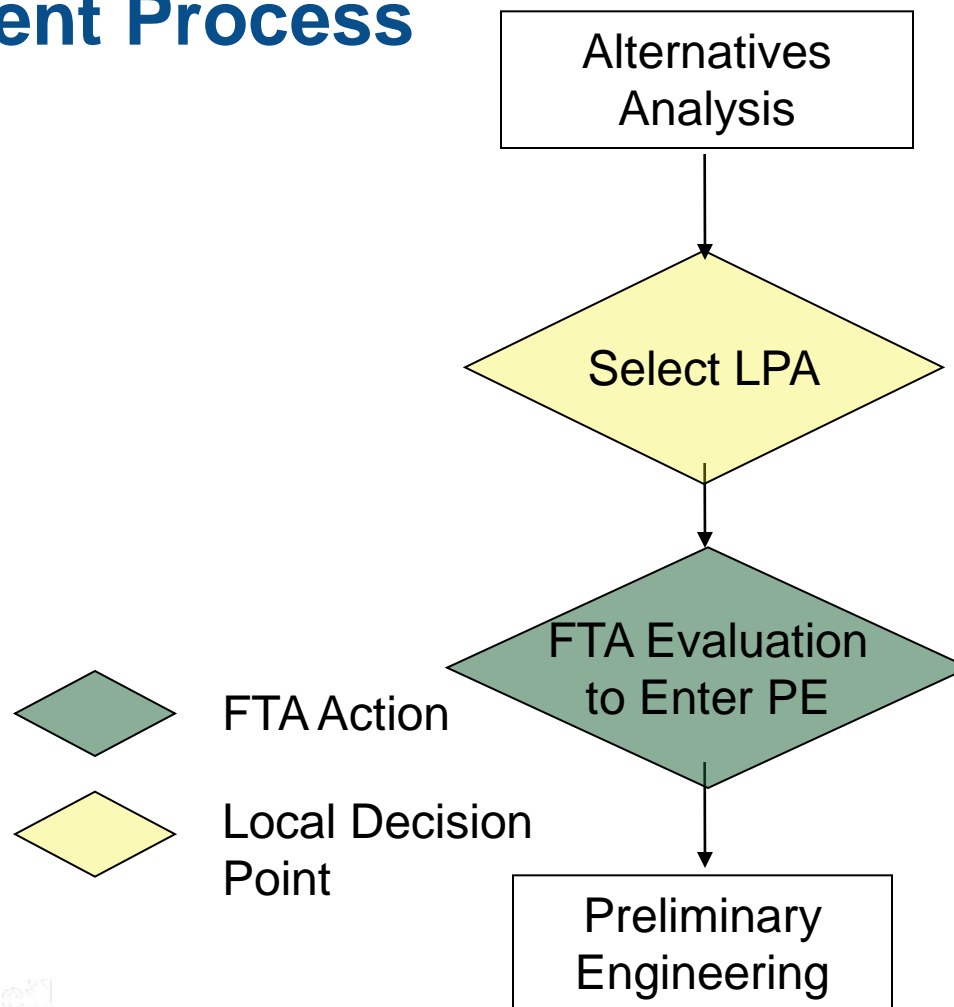 ent Process
Alternatives
Analysis
Select LPA
FTA Evaluation
to Enter PE
FTA Action
Local Decision
Point
Preliminary
Engineering